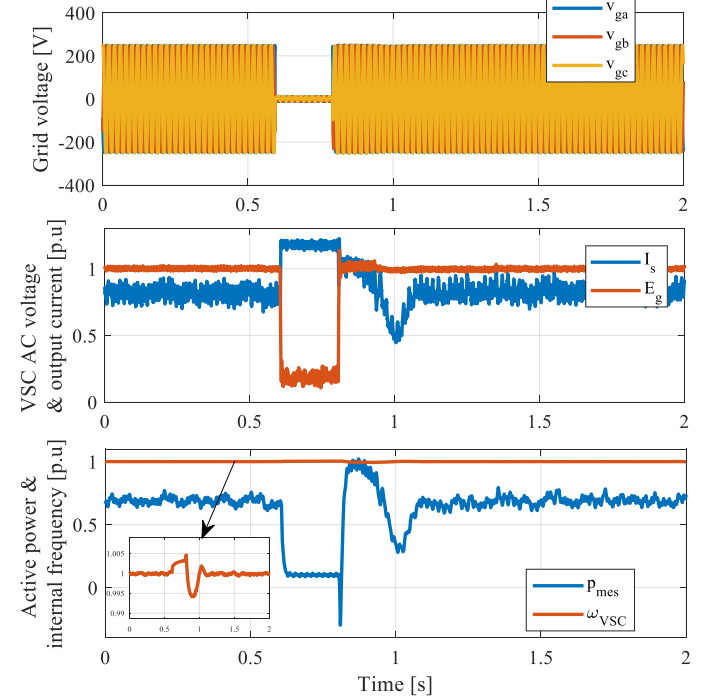 400
200
0
-200
-400
Grid voltage [V]
v_ga
v_gb
v_gc
0 0.5 1 1.5 2
1
0.5
0
VSC AC voltage
& output current [p.u]
I_s
E_g
0 0.5 1 1.5 2
1
0.5
0
Active power &
internal frequency [p.u]
1.005
1
0.995
0.99
0 0.5 1 1.5 2
p_mes
ω_VSC
0 0.5 1 1.5 2
Time [s]